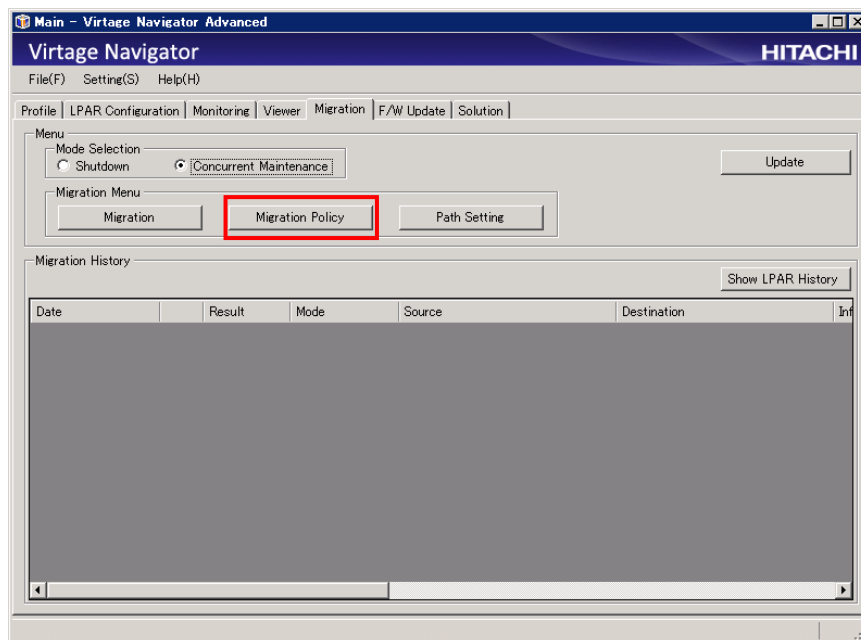 Main - Virtage Navigator Advanced
Virtage Navigator
HITACHI
File(F) Setting(S) Help(H)
Profile LPAR Configuration Monitoring Viewer Migration F/W Update Solution
Menu
Mode Selection
Shutdown Concurrent Maintenance
Update
Migration Menu
Migration Migration Policy Path Setting
Migration History
Show LPAR History
Date Result Mode Source Destination Inf